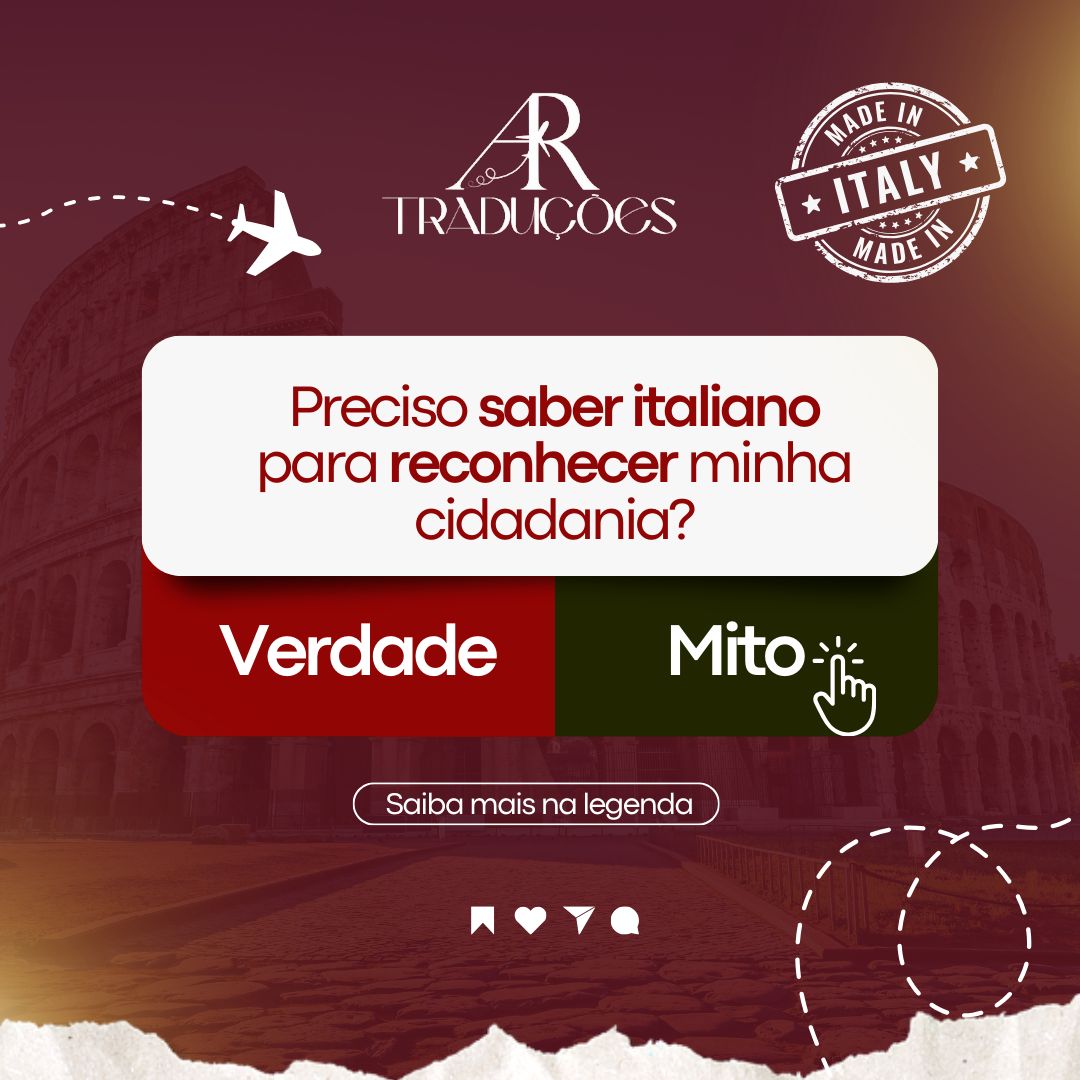 AR
TRADUÇÕES
MADE IN
ITALY
MADE IN
Preciso saber italiano
para reconhecer minha
cidadania?
Verdade
Mito
Saiba mais na legenda